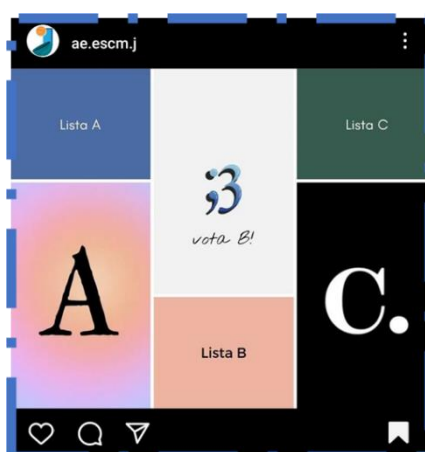 ae.escm.j
Lista A
Lista C
;3
vota B!
A
C.
Lista B